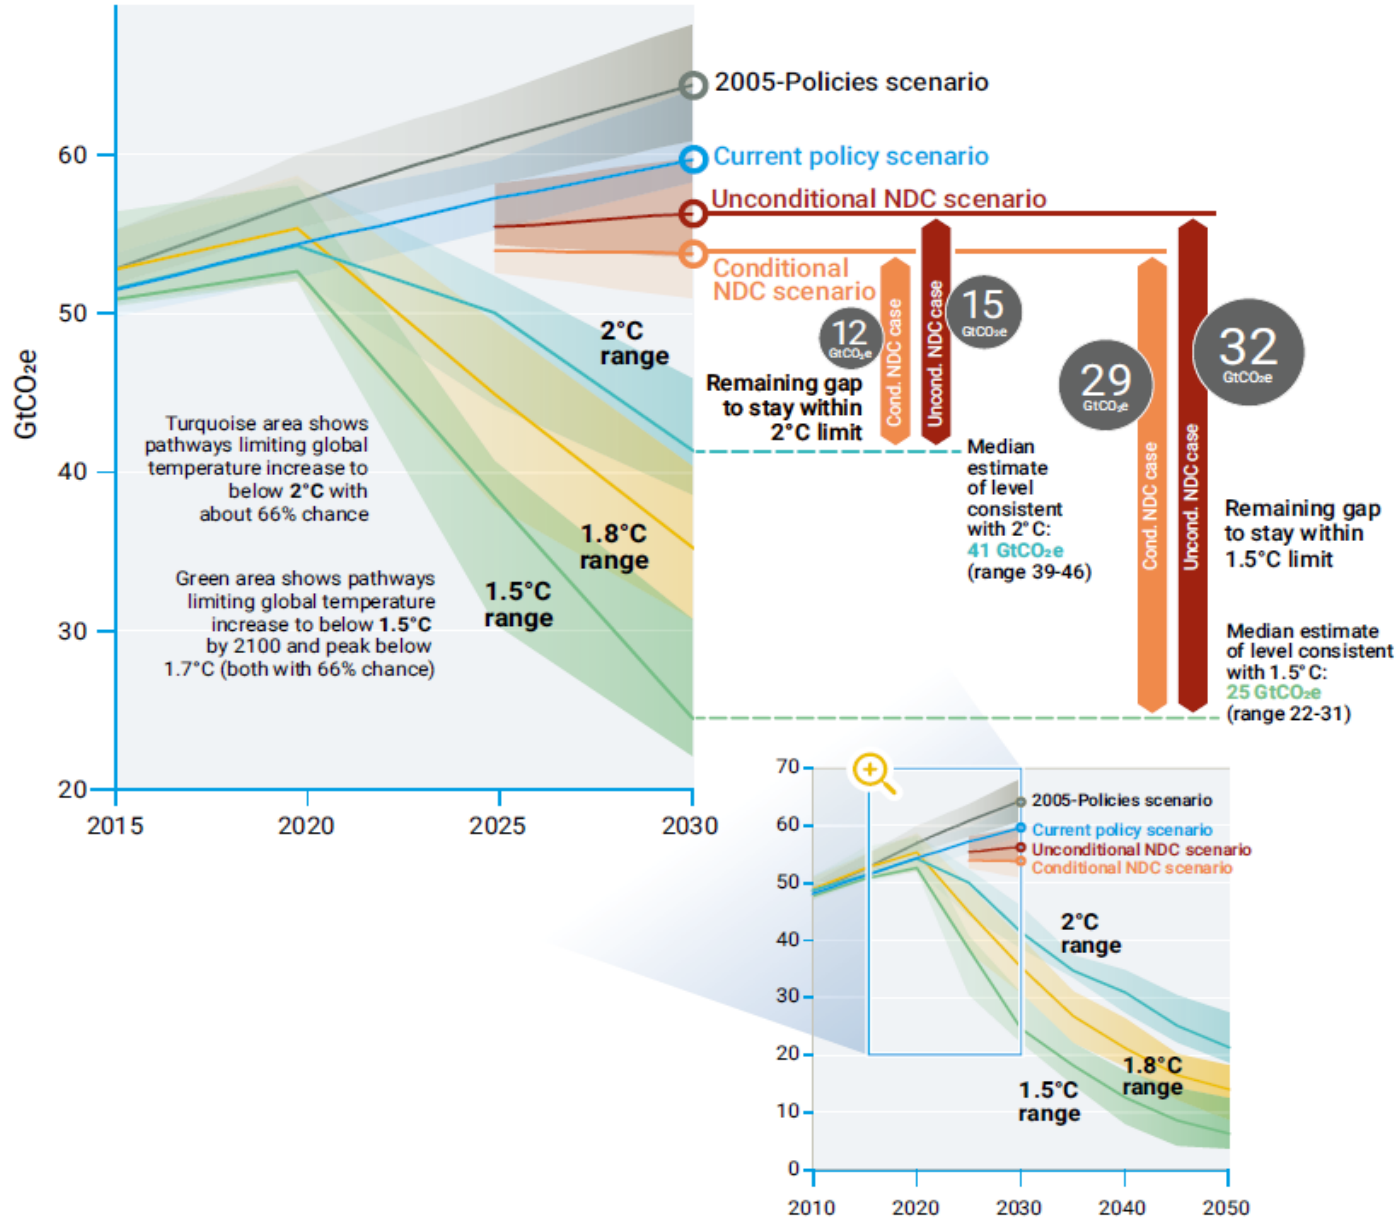 GtCO₂e
60
50
40
30
20
2015
2020
2025
2030
2005-Policies scenario
Current policy scenario
Unconditional NDC scenario
Conditional
NDC scenario
2°C
range
1.8°C
range
1.5°C
range
Turquoise area shows
pathways limiting global
temperature increase to
below 2°C with
about 66% chance
Green area shows pathways
limiting global temperature
increase to below 1.5°C
by 2100 and peak below
1.7°C (both with 66% chance)
12
GtCO₂e
Cond. NDC case
Uncond. NDC case
15
GtCO₂e
Remaining gap
to stay within
2°C limit
Median
estimate
of level
consistent
with 2°C:
41 GtCO₂e
(range 39-46)
29
GtCO₂e
Cond. NDC case
Uncond. NDC case
32
GtCO₂e
Remaining gap
to stay within
1.5°C limit
Median estimate
of level consistent
with 1.5°C:
25 GtCO₂e
(range 22-31)
70
60
50
40
30
20
10
0
2010
2020
2030
2040
2050
2005-Policies scenario
Current policy scenario
Unconditional NDC scenario
Conditional NDC scenario
2°C
range
1.8°C
range
1.5°C
range